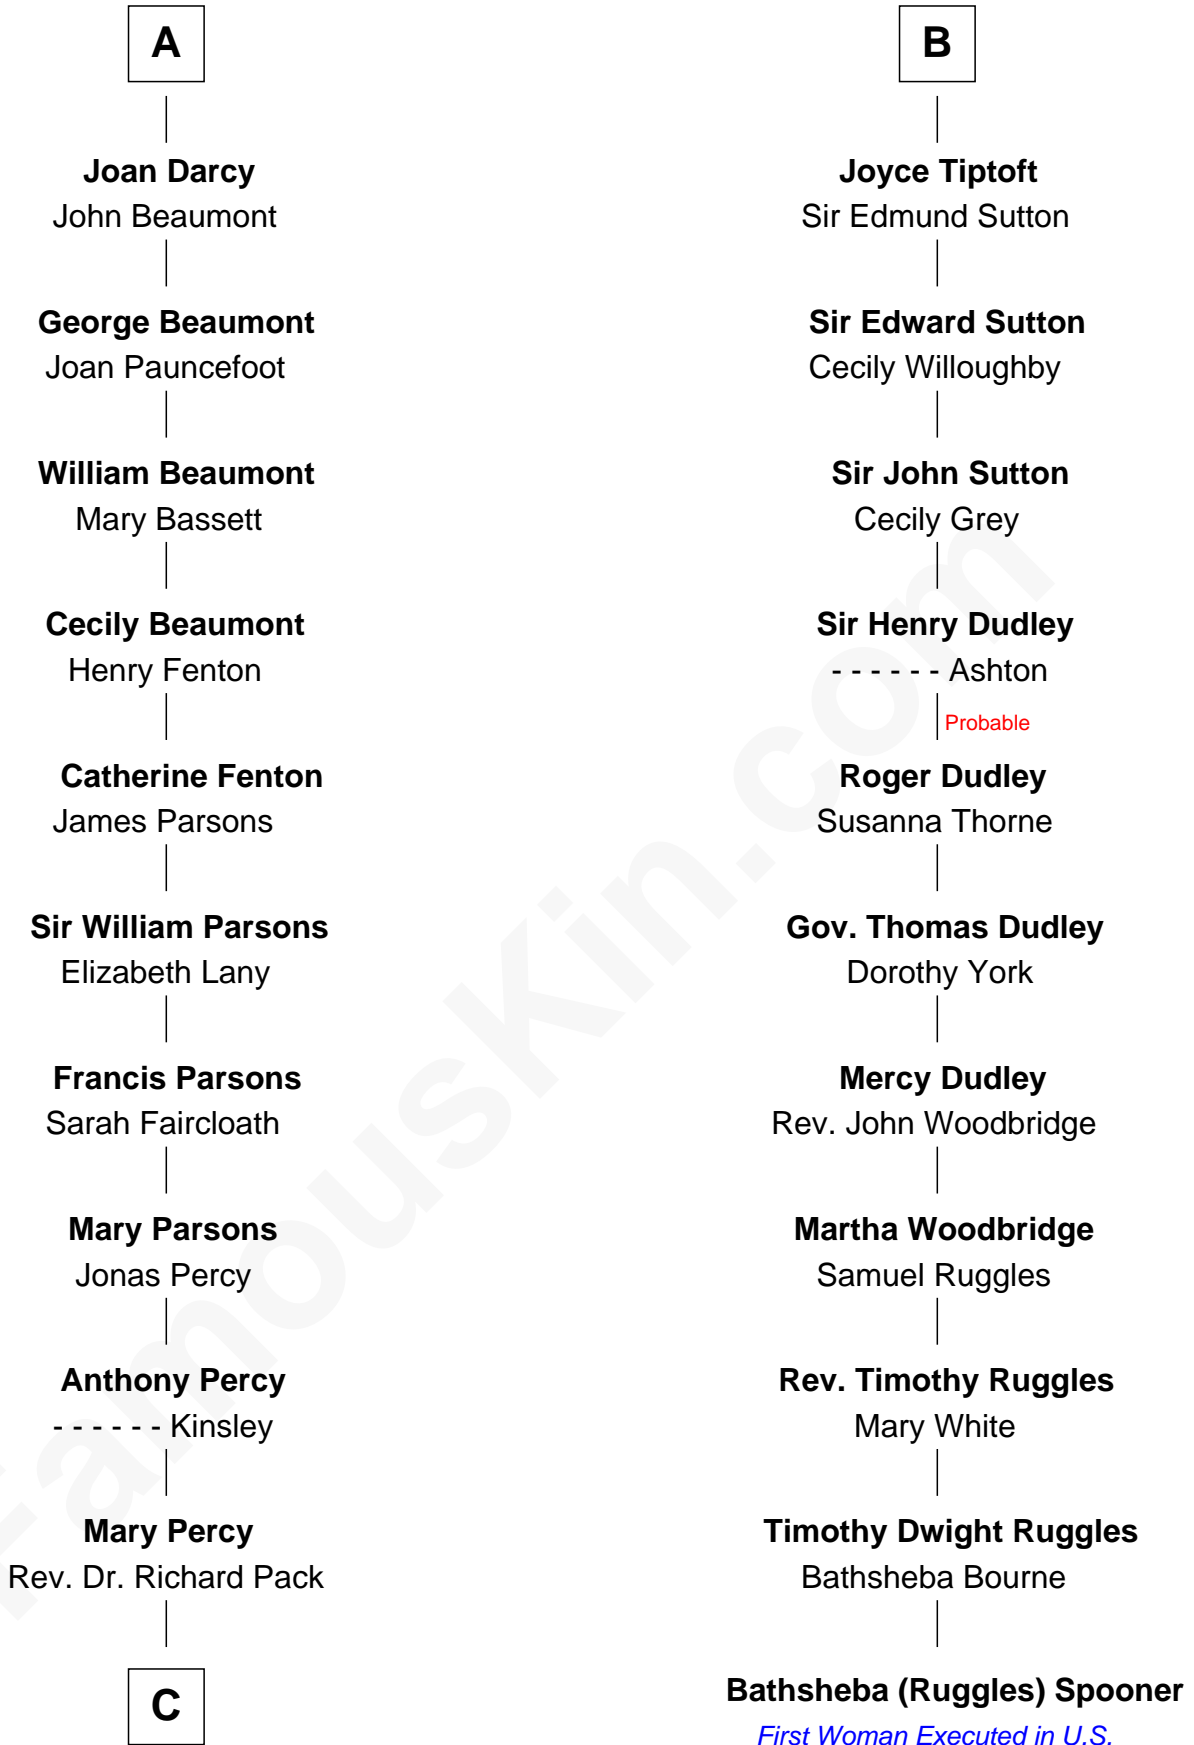 A
Joan Darcy
John Beaumont
George Beaumont
Joan Pauncefoot
William Beaumont
Mary Bassett
Cecily Beaumont
Henry Fenton
Catherine Fenton
James Parsons
Sir William Parsons
Elizabeth Lany
Francis Parsons
Sarah Faircloath
Mary Parsons
Jonas Percy
Anthony Percy
- - - - - - Kinsley
Mary Percy
Rev. Dr. Richard Pack
C
B
Joyce Tiptoft
Sir Edmund Sutton
Sir Edward Sutton
Cecily Willoughby
Sir John Sutton
Cecily Grey
Sir Henry Dudley
- - - - - - Ashton
Probable
Roger Dudley
Susanna Thorne
Gov. Thomas Dudley
Dorothy York
Mercy Dudley
Rev. John Woodbridge
Martha Woodbridge
Samuel Ruggles
Rev. Timothy Ruggles
Mary White
Timothy Dwight Ruggles
Bathsheba Bourne
Bathsheba (Ruggles) Spooner
First Woman Executed in U.S.
FamousKin.com